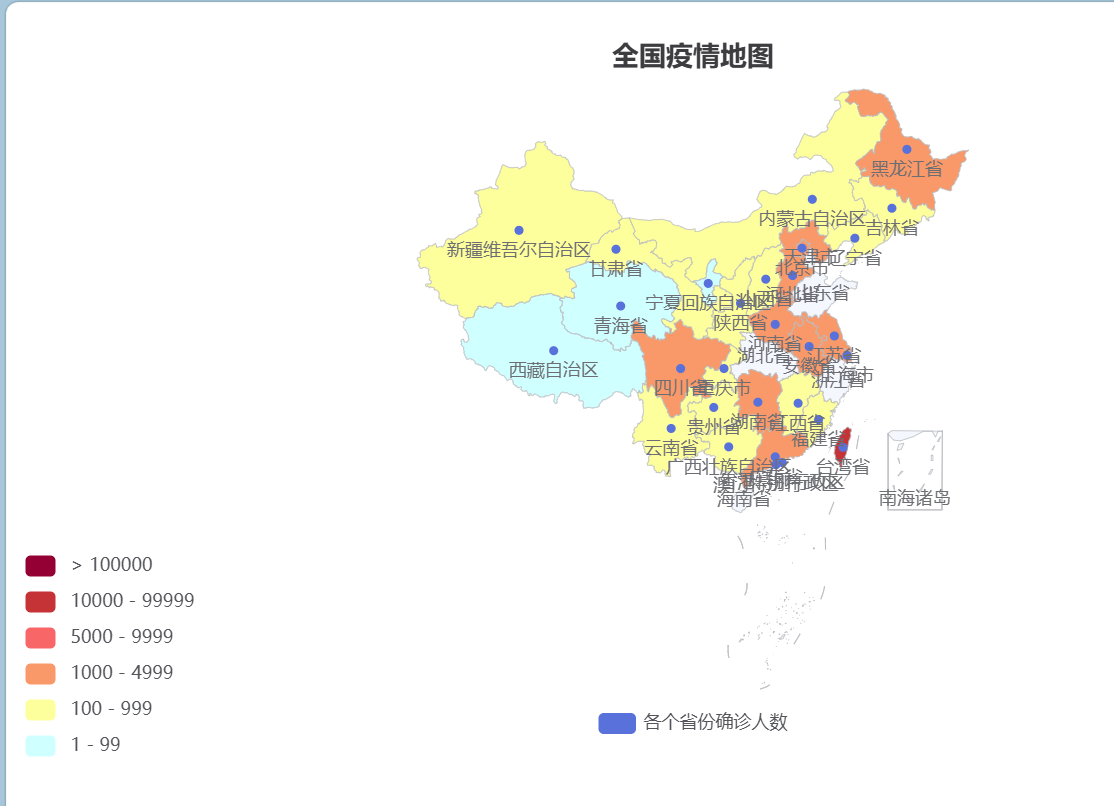 全国疫情地图
黑龙江省
内蒙古自治区
吉林省
新疆维吾尔自治区
天津市
辽宁省
甘肃省
北京市
河北省
山东省
宁夏回族自治区
山西省
陕西省
青海省
河南省
湖北省
江苏省
安徽省
上海市
浙江省
西藏自治区
四川省
重庆市
湖南省
江西省
贵州省
福建省
云南省
广西壮族自治区
台湾省
海南省
南海诸岛
> 100000
10000 - 99999
5000 - 9999
1000 - 4999
100 - 999
1 - 99
各个省份确诊人数